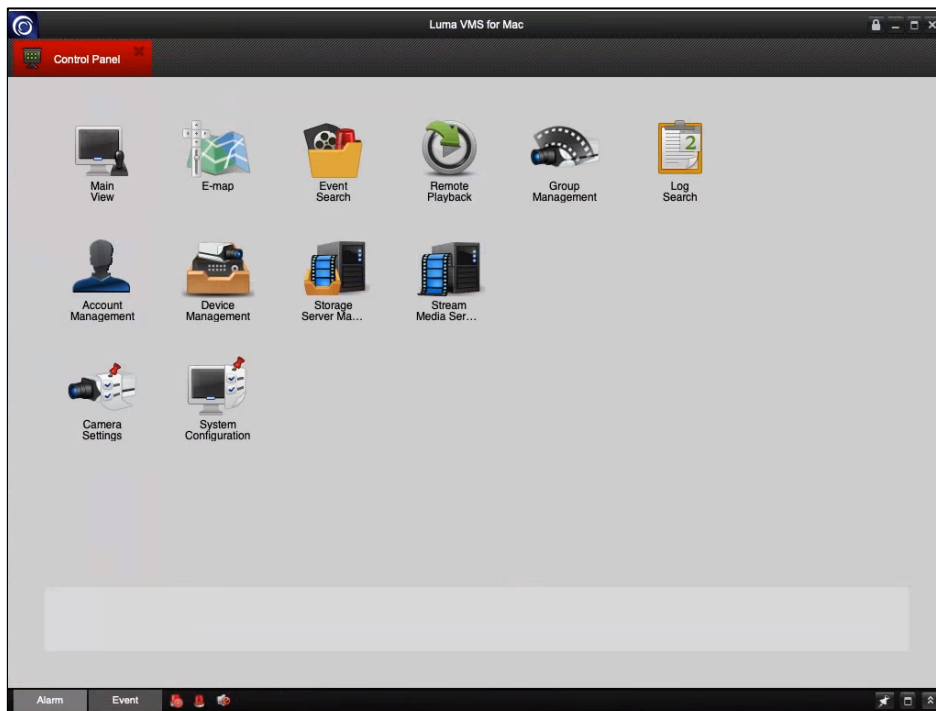 Luma VMS for Mac
Control Panel
Main
View
E-map
Event
Search
Remote
Playback
Group
Management
2
Log
Search
Account
Management
Device
Management
Storage
Server Ma...
Stream
Media Ser...
Camera
Settings
System
Configuration
Alarm
Event